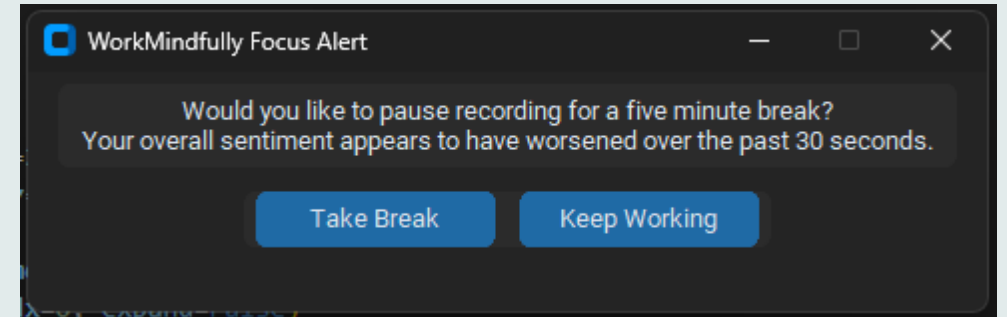 WorkMindfully Focus Alert
Would you like to pause recording for a five minute break?
Your overall sentiment appears to have worsened over the past 30 seconds.
Take Break Keep Working